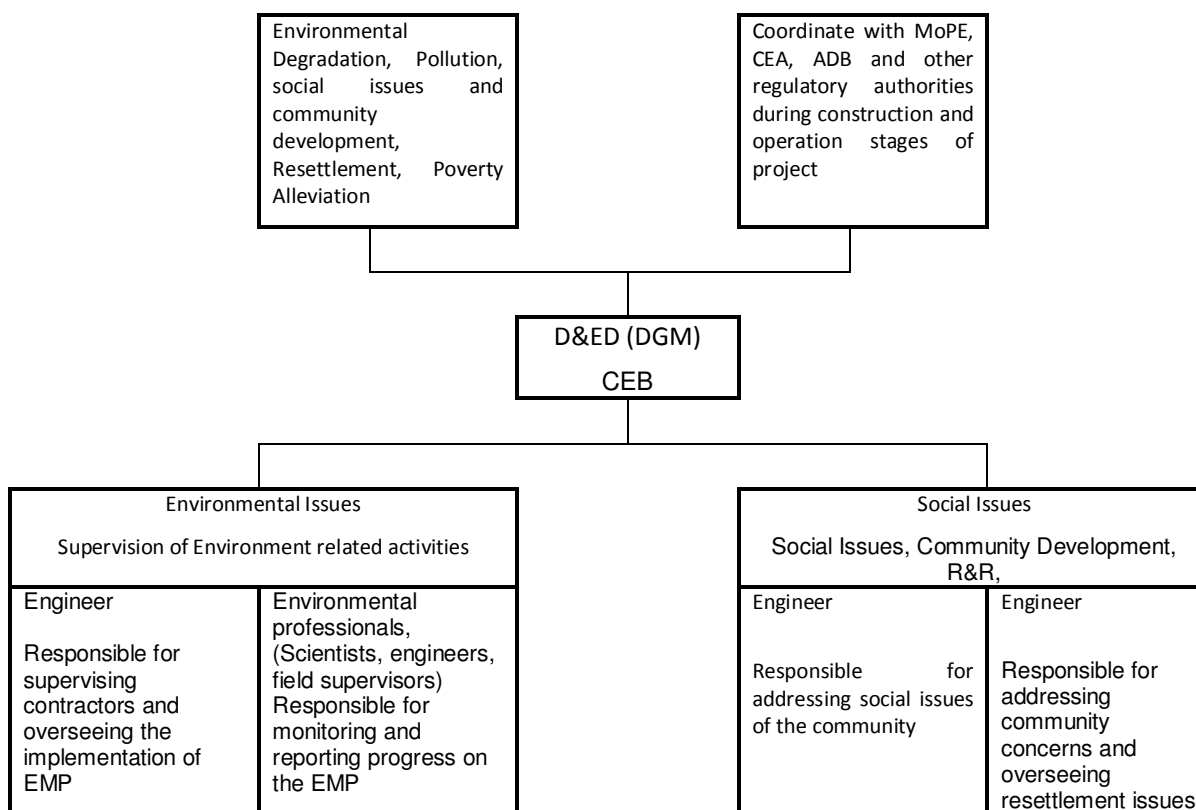 Environmental
Degradation, Pollution,
social issues and
community
development,
Resettlement, Poverty
Alleviation
Coordinate with MoPE,
CEA, ADB and other
regulatory authorities
during construction and
operation stages of
project
D&ED (DGM)
CEB
Environmental Issues
Supervision of Environment related activities
Engineer
Responsible for
supervising
contractors and
overseeing the
implementation of
EMP
Environmental
professionals,
(Scientists, engineers,
field supervisors)
Responsible for
monitoring and
reporting progress on
the EMP
Social Issues
Social Issues, Community Development,
R&R,
Engineer
Responsible for
addressing social issues
of the community
Engineer
Responsible for
addressing
community
concerns and
overseeing
resettlement issues